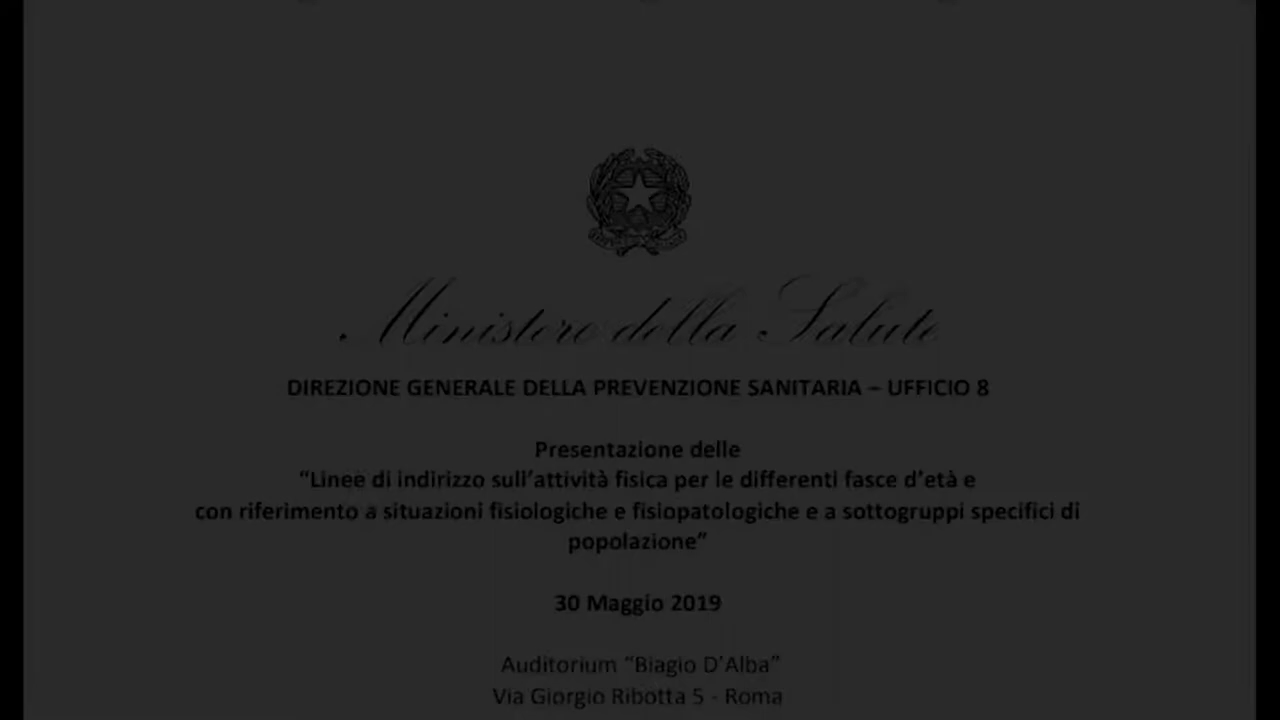 Ministero della Salute
DIREZIONE GENERALE DELLA PREVENZIONE SANITARIA – UFFICIO 8
Presentazione delle
“Linee di indirizzo sull’attività fisica per le differenti fasce d’età e
con riferimento a situazioni fisiologiche e fisiopatologiche e a sottogruppi specifici di
popolazione”
30 Maggio 2019
Auditorium “Biagio D’Alba”
Via Giorgio Ribotta 5 - Roma